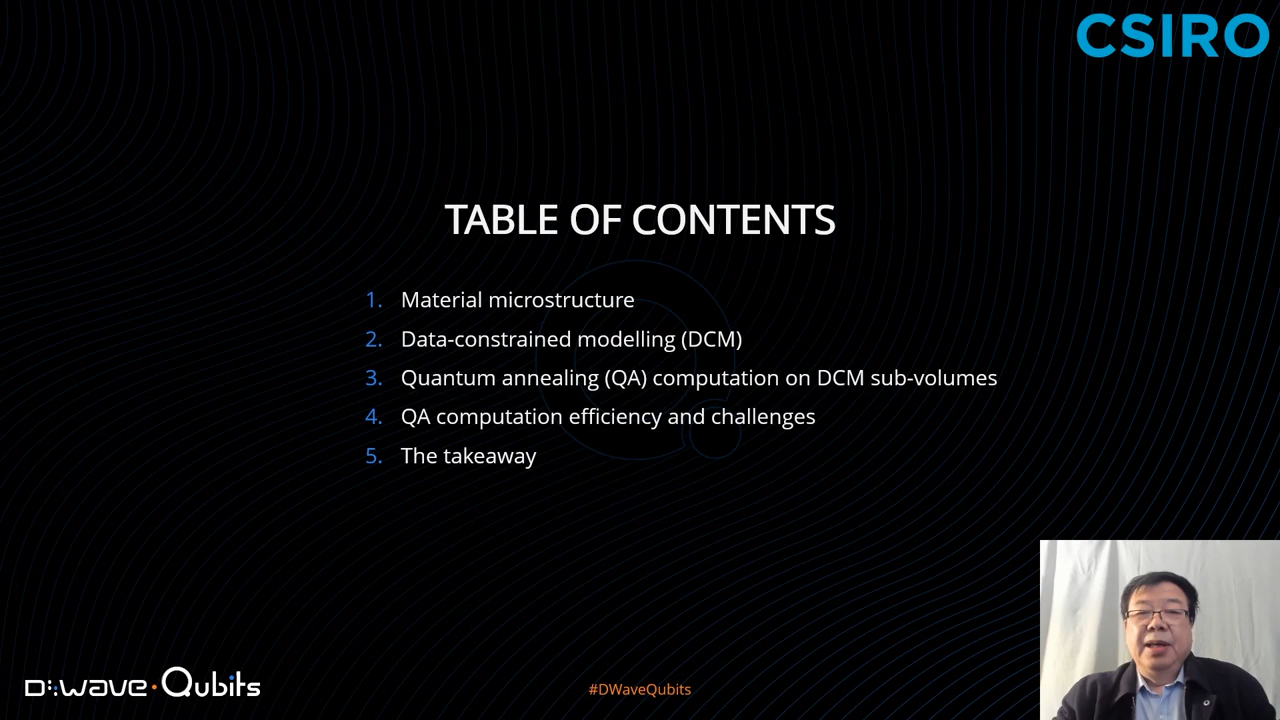 CSIRO
TABLE OF CONTENTS
1. Material microstructure
2. Data-constrained modelling (DCM)
3. Quantum annealing (QA) computation on DCM sub-volumes
4. QA computation efficiency and challenges
5. The takeaway
D:wave Qubits
#DWaveQubits